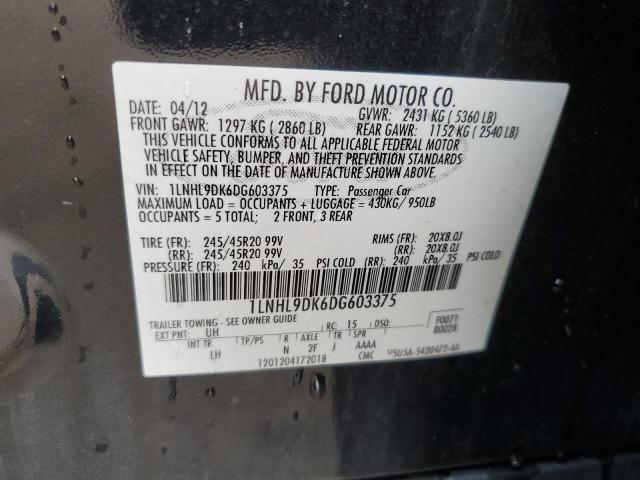 MFD. BY FORD MOTOR CO.
DATE: 04/12 GVWR: 2431 KG ( 5360 LB)
FRONT GAWR: 1297 KG ( 2860 LB) REAR GAWR: 1152 KG ( 2540 LB)
THIS VEHICLE CONFORMS TO ALL APPLICABLE FEDERAL MOTOR
VEHICLE SAFETY, BUMPER, AND THEFT PREVENTION STANDARDS
IN EFFECT ON THE DATE OF MANUFACTURE SHOWN ABOVE.
VIN: 1LNHL9DK6DG603375 TYPE: Passenger Car
MAXIMUM LOAD = OCCUPANTS + LUGGAGE = 430KG/ 950LB
OCCUPANTS = 5 TOTAL; 2 FRONT, 3 REAR
TIRE (FR): 245/45R20 99V RIMS (FR): 20X8.0J
(RR): 245/45R20 99V (RR): 20X8.0J
PRESSURE (FR): 240 kPa/ 35 PSI COLD (RR): 240 kPa/ 35 PSI COLD
1LNHL9DK6DG603375
TRAILER TOWING - SEE OWNER GUIDE
EXT PNT: UH RC: 15 DSO: F0071
R0028
INT TR TP/PS R AXLE TR SPR
LH N 2F J AAAA
1201204172018 CMC 5U5A-5420472-AA